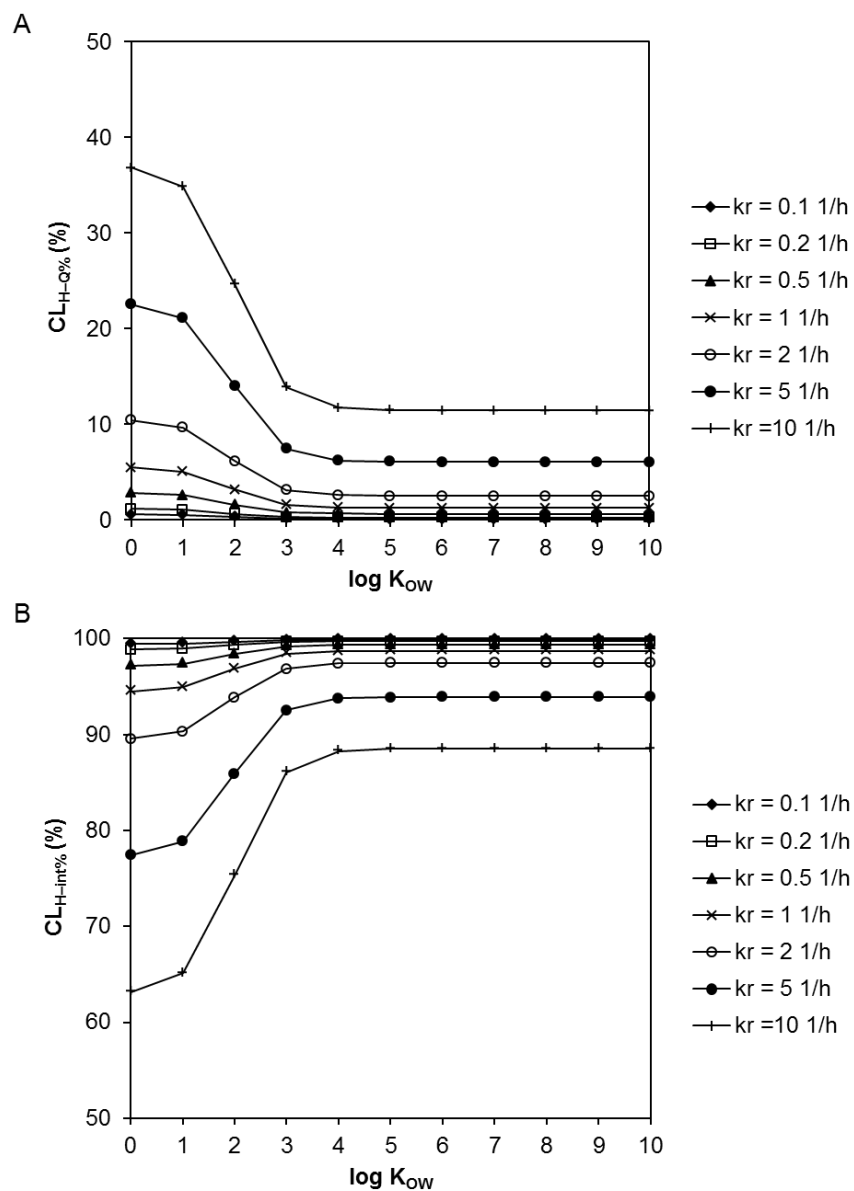 A
50
40
30
20
10
0
CL_H–Q% (%)
0 1 2 3 4 5 6 7 8 9 10
log K_OW
kr = 0.1 1/h
kr = 0.2 1/h
kr = 0.5 1/h
kr = 1 1/h
kr = 2 1/h
kr = 5 1/h
kr =10 1/h
B
100
90
80
70
60
50
CL_H–int% (%)
0 1 2 3 4 5 6 7 8 9 10
log K_OW
kr = 0.1 1/h
kr = 0.2 1/h
kr = 0.5 1/h
kr = 1 1/h
kr = 2 1/h
kr = 5 1/h
kr =10 1/h